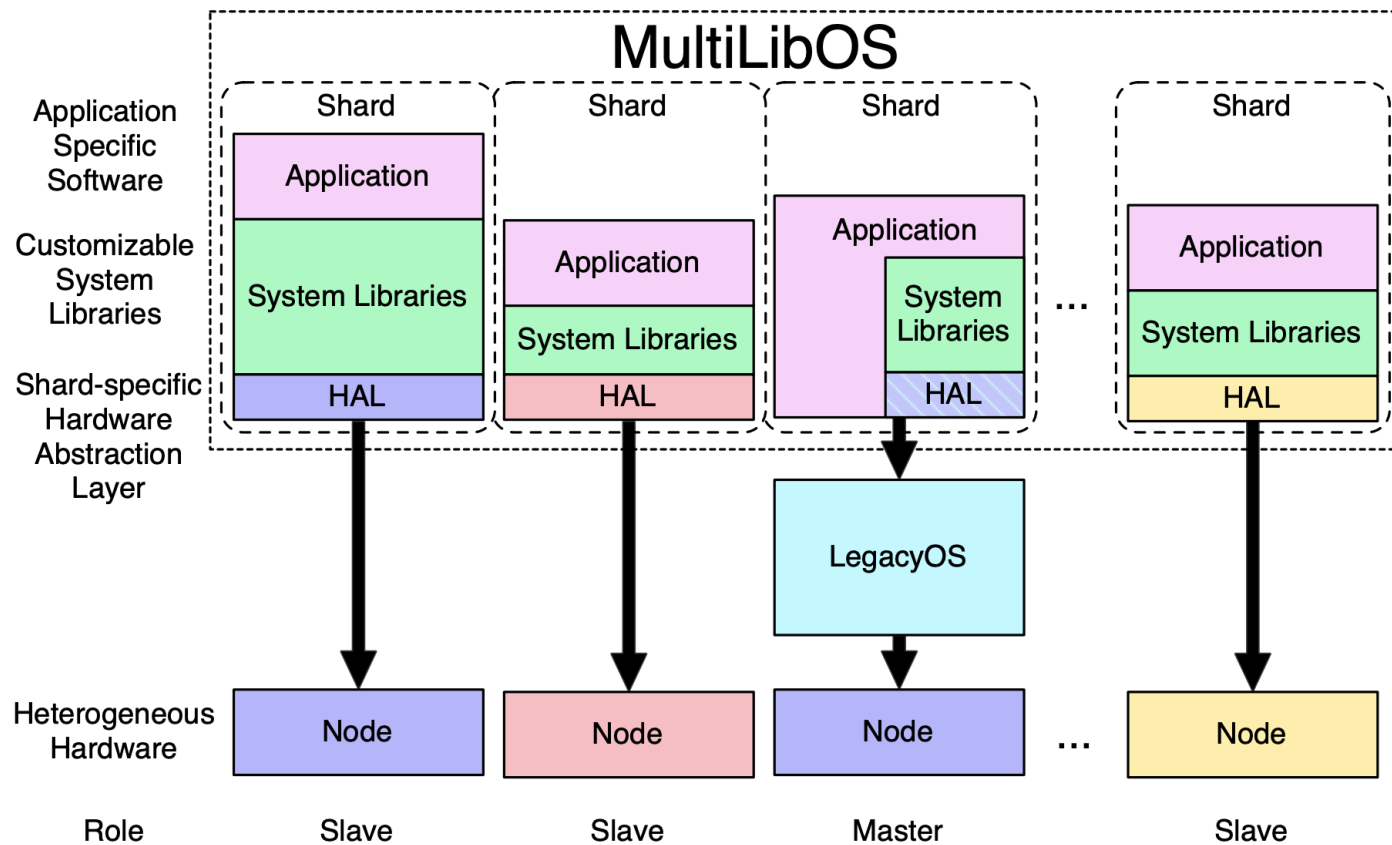 MultiLibOS
Application
Specific
Software
Customizable
System
Libraries
Shard-specific
Hardware
Abstraction
Layer
Heterogeneous
Hardware
Role
Shard
Application
System Libraries
HAL
Node
Slave
Shard
Application
System Libraries
HAL
Node
Slave
Shard
Application
System
Libraries
HAL
LegacyOS
Node
Master
...
...
Shard
Application
System Libraries
HAL
Node
Slave